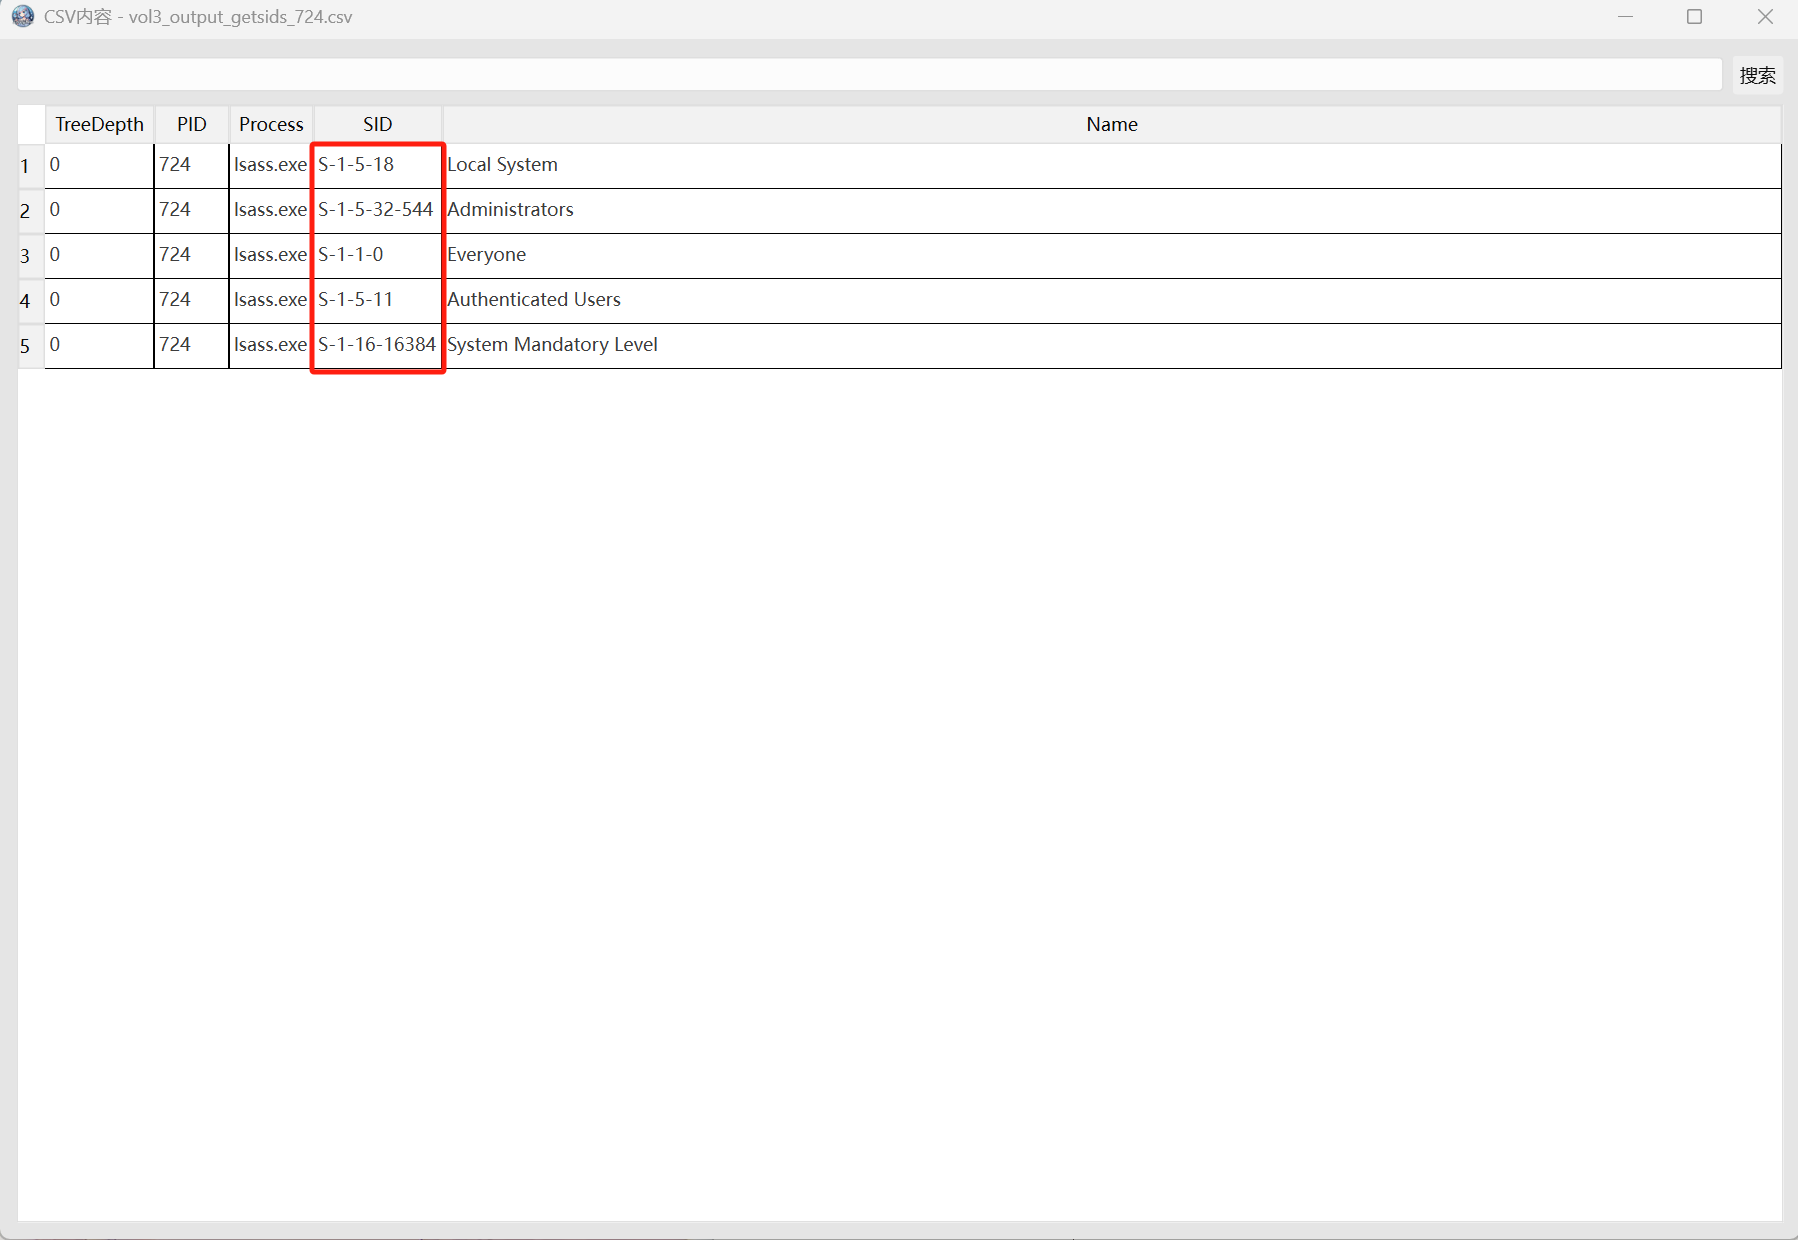 CSV内容 - vol3_output_getsids_724.csv
搜索
TreeDepth PID Process SID Name
1 0 724 lsass.exe S-1-5-18 Local System
2 0 724 lsass.exe S-1-5-32-544 Administrators
3 0 724 lsass.exe S-1-1-0 Everyone
4 0 724 lsass.exe S-1-5-11 Authenticated Users
5 0 724 lsass.exe S-1-16-16384 System Mandatory Level